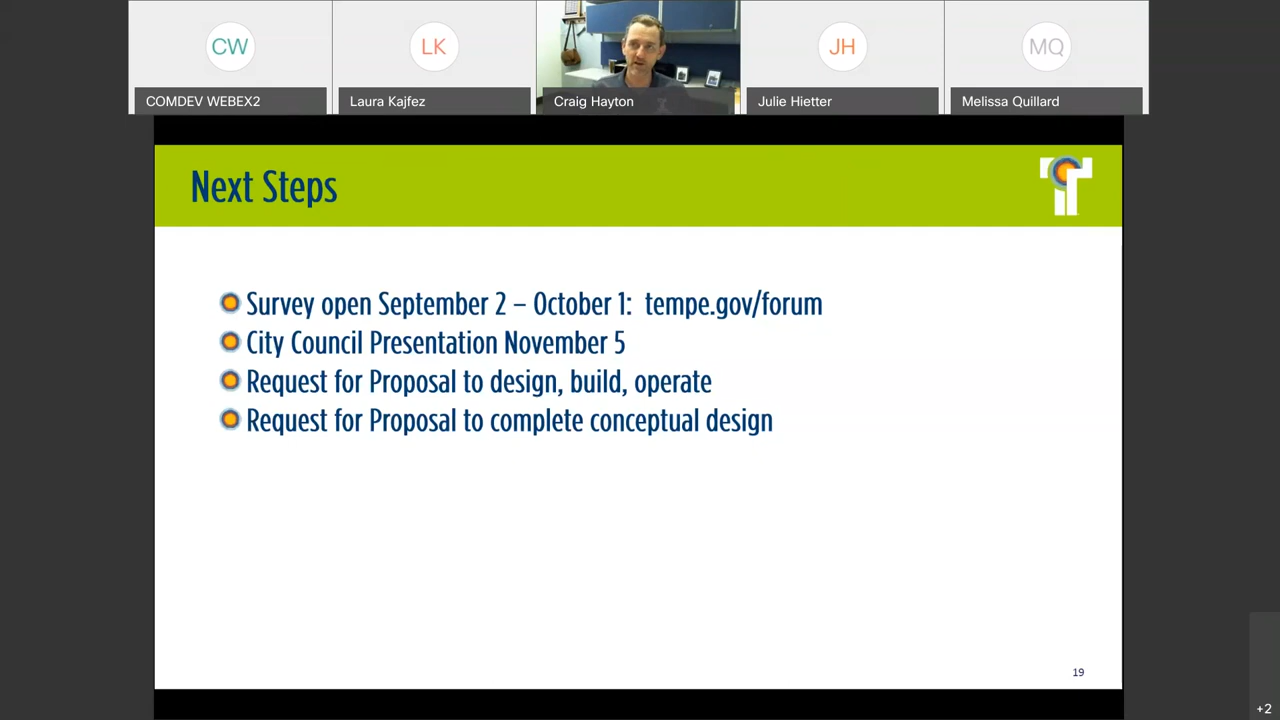 CW
LK
JH
MQ
COMDEV WEBEX2
Laura Kajfez
Craig Hayton
Julie Hietter
Melissa Quillard
Next Steps
Survey open September 2 – October 1: tempe.gov/forum
City Council Presentation November 5
Request for Proposal to design, build, operate
Request for Proposal to complete conceptual design
19
+2